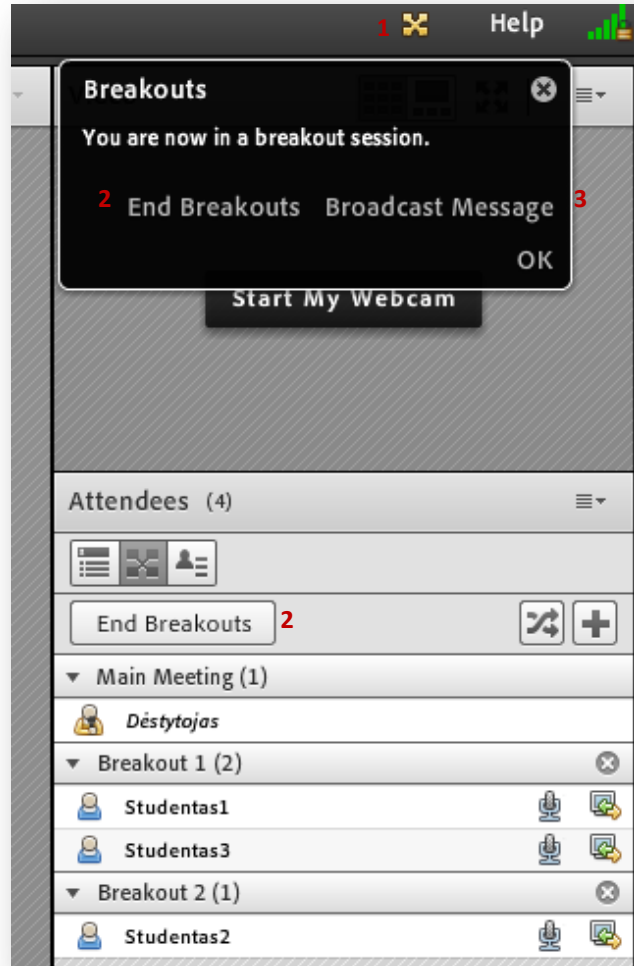 1 Help
Breakouts
You are now in a breakout session.
2 End Breakouts Broadcast Message 3
OK
Start My Webcam
Attendees (4)
End Breakouts 2
Main Meeting (1)
Dėstytojas
Breakout 1 (2)
Studentas1
Studentas3
Breakout 2 (1)
Studentas2